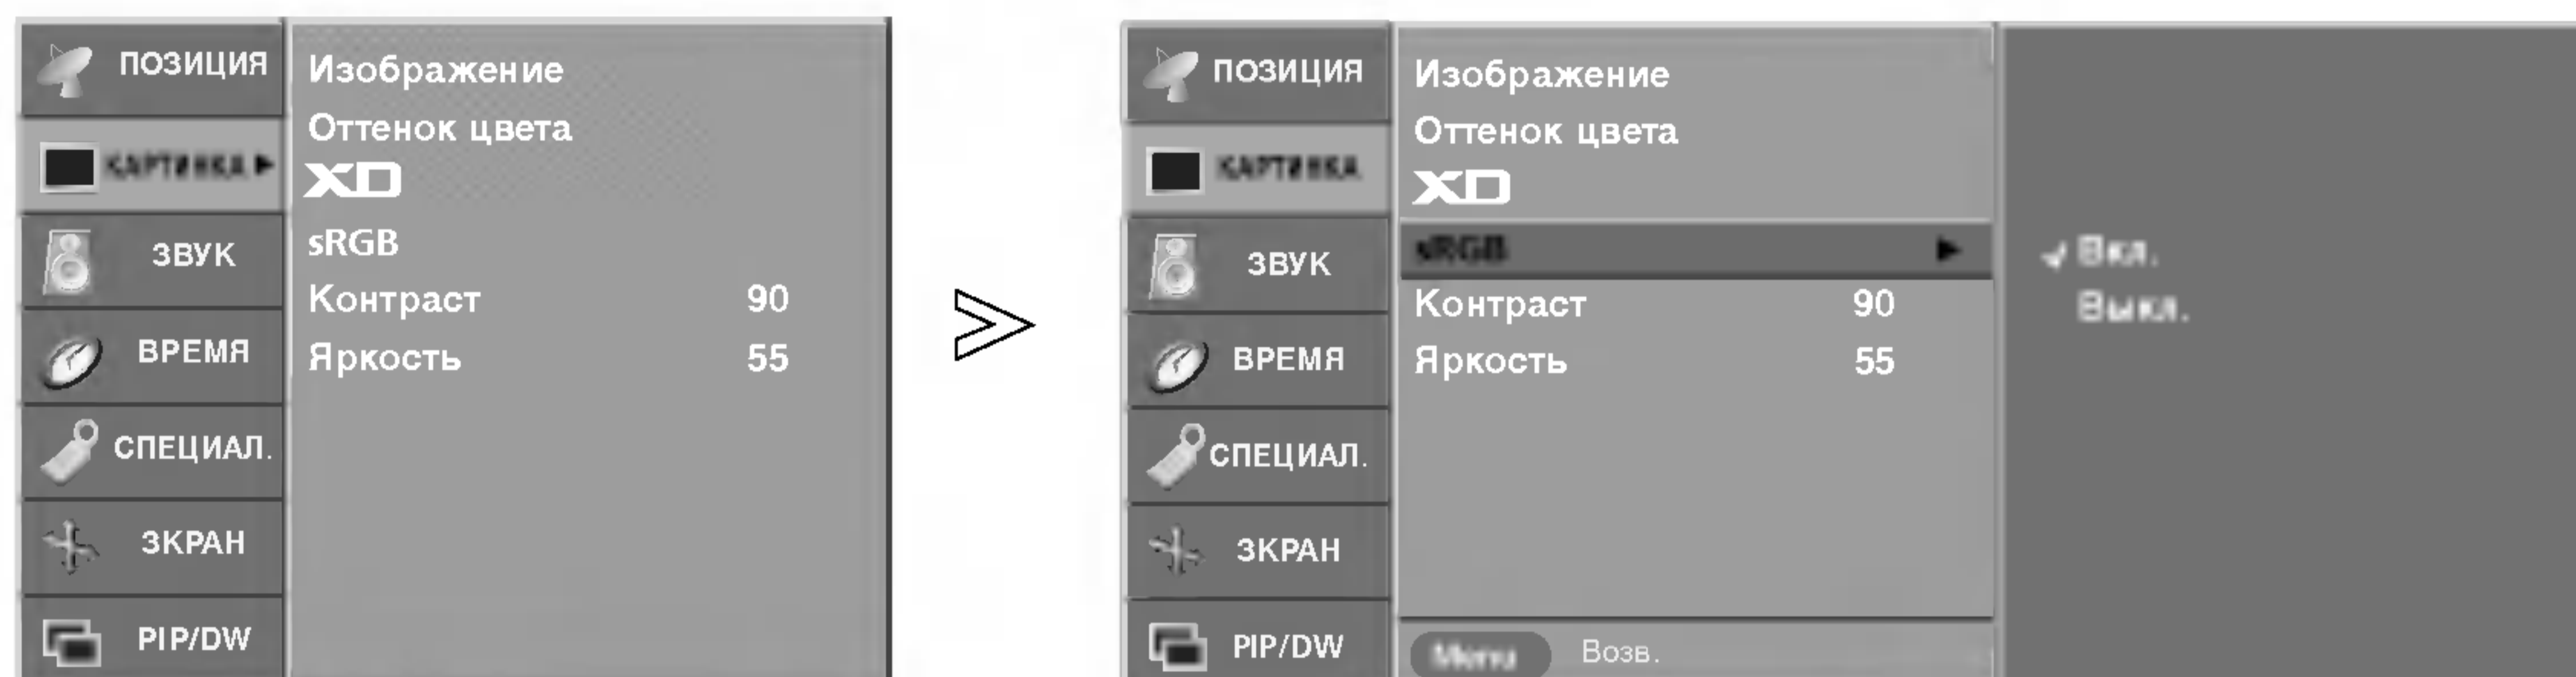 ПОЗИЦИЯ
КАРТИНКА ▶
ЗВУК
ВРЕМЯ
СПЕЦИАЛ.
ЗКРАН
PIP/DW
Изображение
Оттенок цвета
XD
sRGB
Контраст 90
Яркость 55
ПОЗИЦИЯ
КАРТИНКА
ЗВУК
ВРЕМЯ
СПЕЦИАЛ.
ЗКРАН
PIP/DW
Изображение
Оттенок цвета
XD
sRGB ▶
Контраст 90
Яркость 55
Menu Возв.
✔ Вкл.
Выкл.